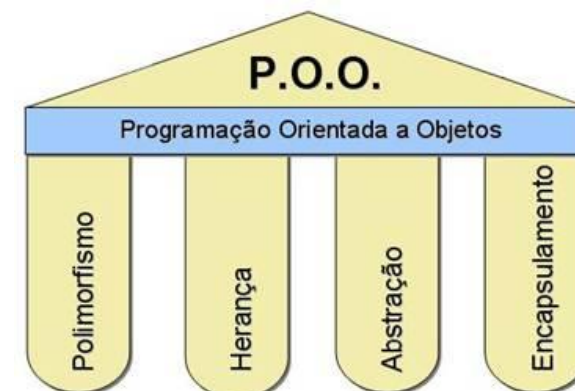 P.O.O.
Programação Orientada a Objetos
Polimorfismo
Herança
Abstração
Encapsulamento